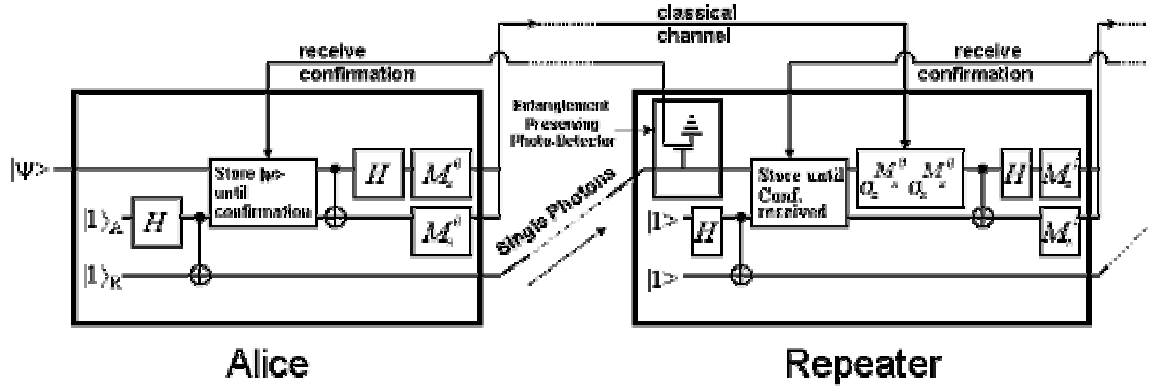 classical
channel
receive
confirmation
receive
confirmation
Entanglement
Preserving
Photo-Detector
|Ψ>
Store |ψ>
until
confirmation
H
|1⟩A
H
|1⟩R
Single Photons
Store until
Conf.
received
H
|1>
H
|1>
Alice
Repeater